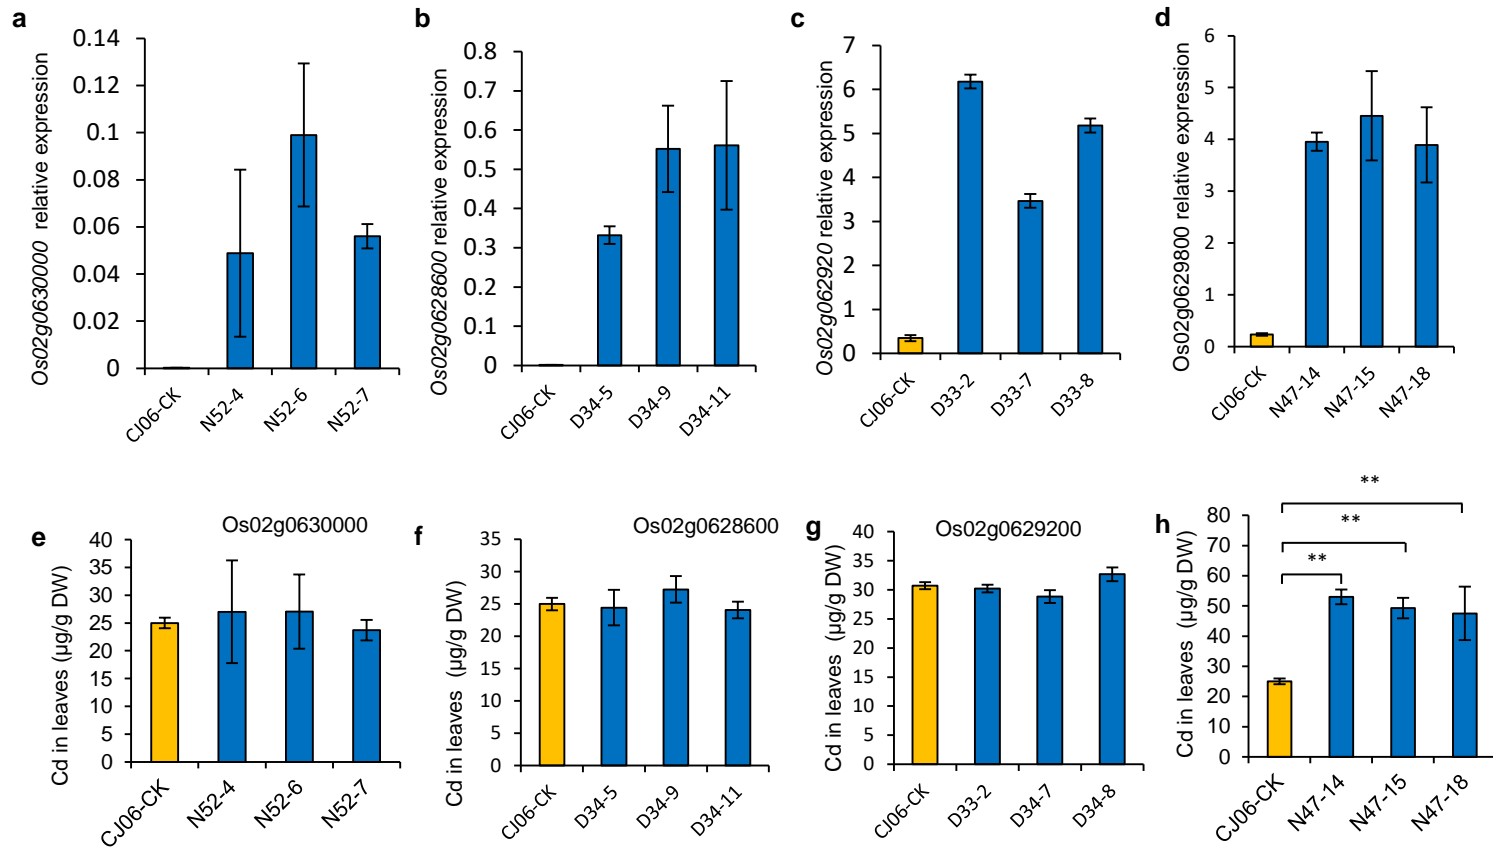 a
Os02g0630000 relative expression
0.14
0.12
0.1
0.08
0.06
0.04
0.02
0
CJ06-CK
N52-4
N52-6
N52-7
b
Os02g0628600 relative expression
0.8
0.7
0.6
0.5
0.4
0.3
0.2
0.1
0
CJ06-CK
D34-5
D34-9
D34-11
c
Os02g062920 relative expression
7
6
5
4
3
2
1
0
CJ06-CK
D33-2
D33-7
D33-8
d
Os02g0629800 relative expression
6
5
4
3
2
1
0
CJ06-CK
N47-14
N47-15
N47-18
e
Os02g0630000
Cd in leaves (µg/g DW)
40
35
30
25
20
15
10
5
0
CJ06-CK
N52-4
N52-6
N52-7
f
Os02g0628600
Cd in leaves (µg/g DW)
35
30
25
20
15
10
5
0
CJ06-CK
D34-5
D34-9
D34-11
g
Os02g0629200
Cd in leaves (µg/g DW)
40
35
30
25
20
15
10
5
0
CJ06-CK
D33-2
D34-7
D34-8
h
**
**
**
Cd in leaves (µg/g DW)
80
70
60
50
40
30
20
10
0
CJ06-CK
N47-14
N47-15
N47-18